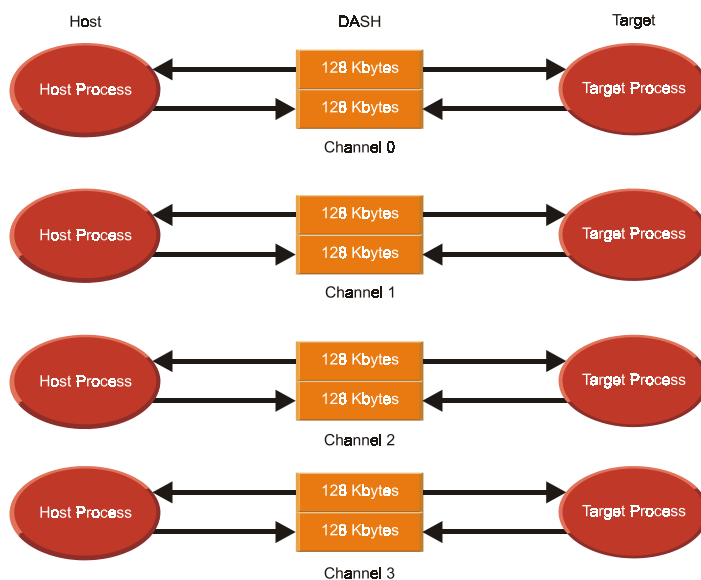 Host DASH Target
Host Process 128 Kbytes Target Process
128 Kbytes
Channel 0
Host Process 128 Kbytes Target Process
128 Kbytes
Channel 1
Host Process 128 Kbytes Target Process
128 Kbytes
Channel 2
Host Process 128 Kbytes Target Process
128 Kbytes
Channel 3